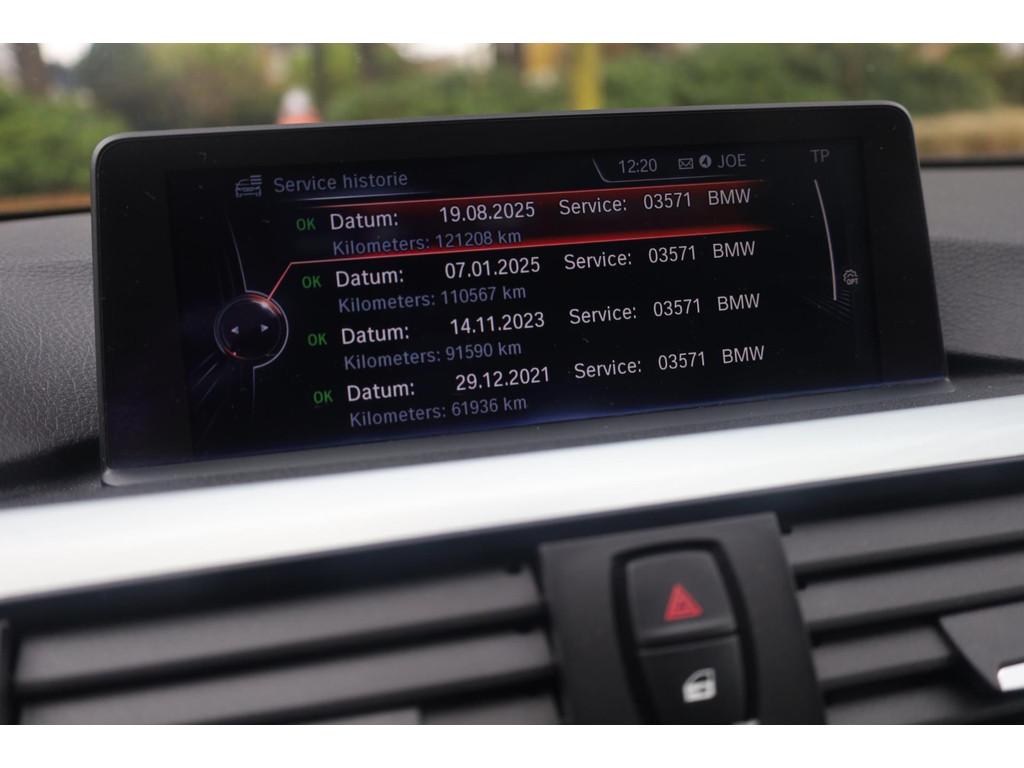 12:20 JOE TP
Service historie
OK Datum: 19.08.2025 Service: 03571 BMW
Kilometers: 121208 km
OK Datum: 07.01.2025 Service: 03571 BMW
Kilometers: 110567 km
OK Datum: 14.11.2023 Service: 03571 BMW
Kilometers: 91590 km
OK Datum: 29.12.2021 Service: 03571 BMW
Kilometers: 61936 km
OPT